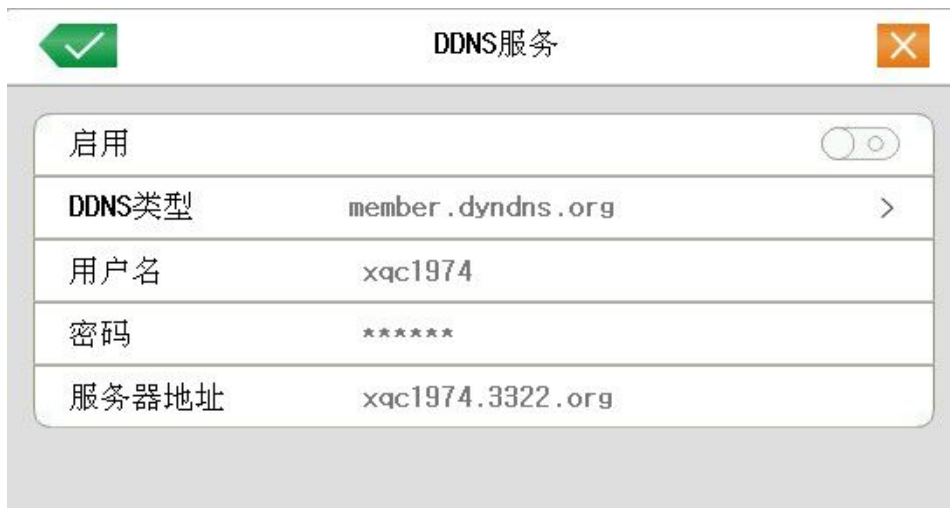 DDNS服务
启用
DDNS类型 member.dyndns.org >
用户名 xqc1974
密码 ******
服务器地址 xqc1974.3322.org